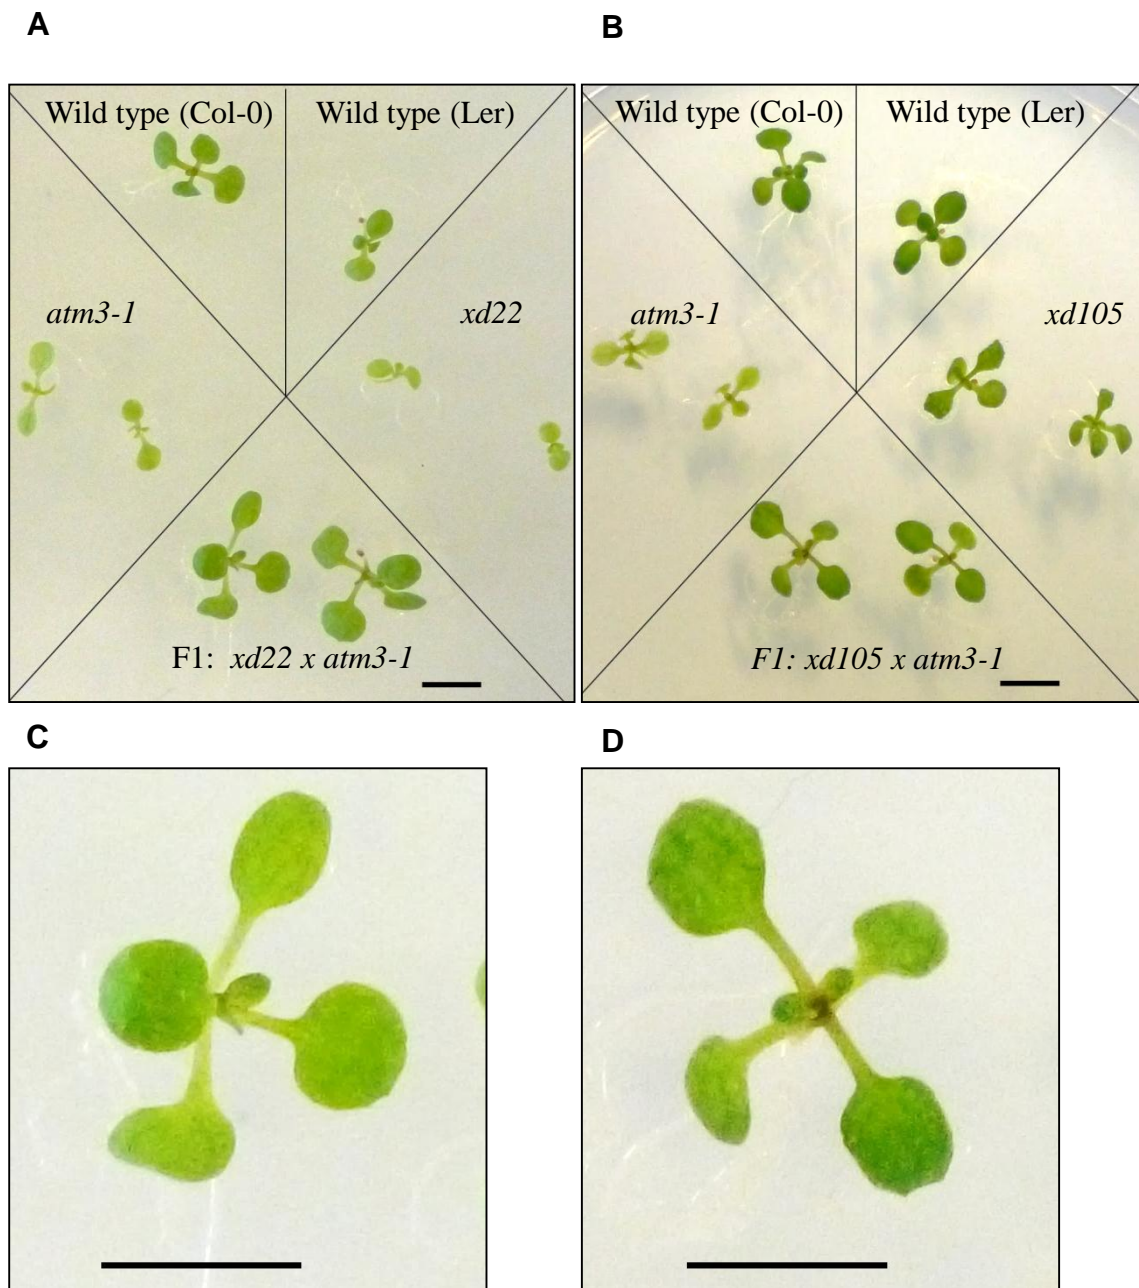 A
B
Wild type (Col-0)
Wild type (Ler)
atm3-1
xd22
F1: xd22 x atm3-1
Wild type (Col-0)
Wild type (Ler)
atm3-1
xd105
F1: xd105 x atm3-1
C
D